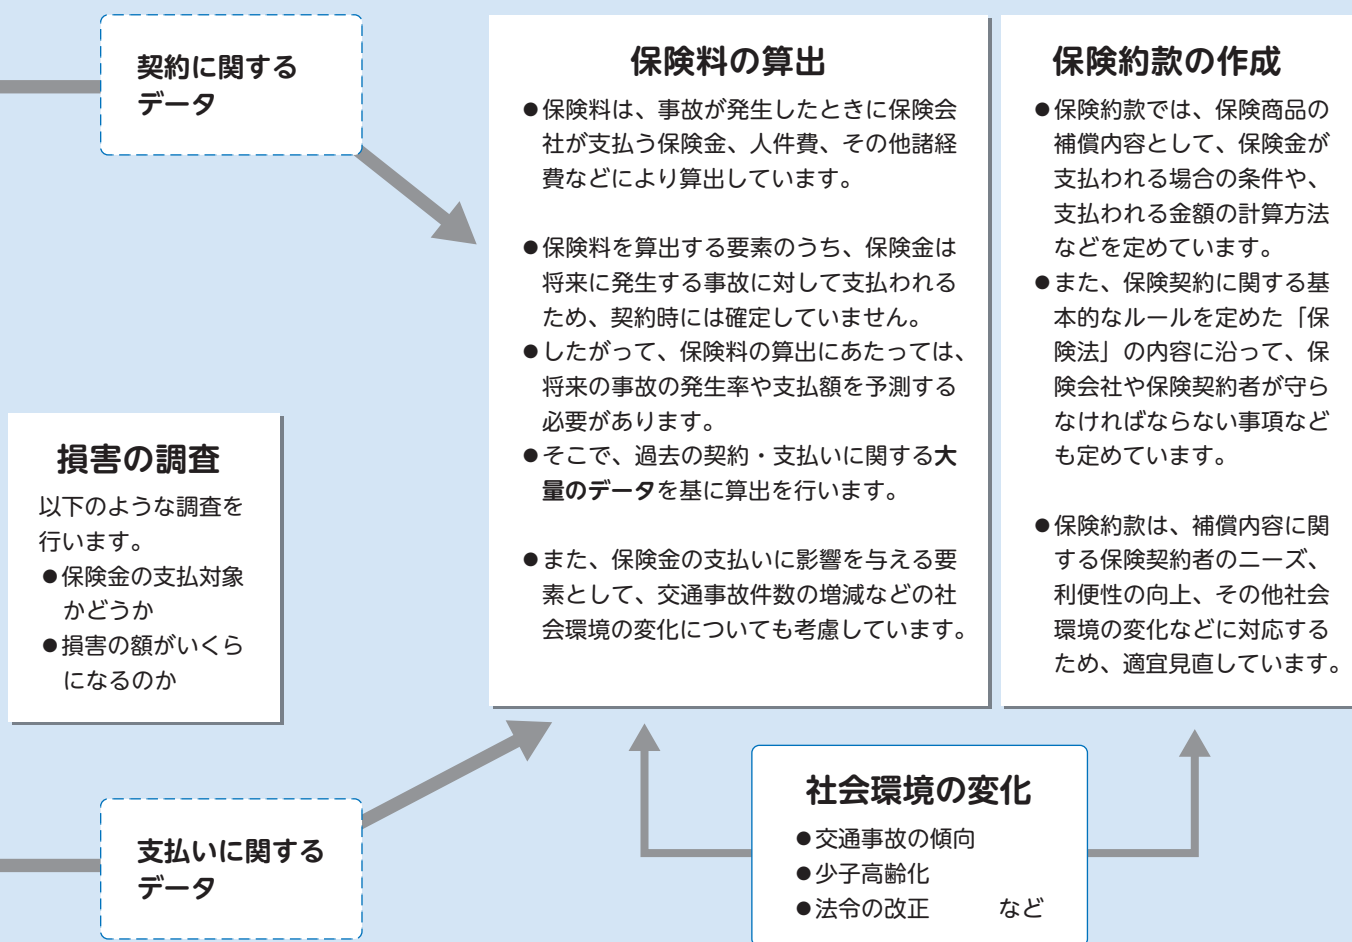 契約に関する
データ
保険料の算出
●保険料は、事故が発生したときに保険会
社が支払う保険金、人件費、その他諸経
費などにより算出しています。
●保険料を算出する要素のうち、保険金は
将来に発生する事故に対して支払われる
ため、契約時には確定していません。
●したがって、保険料の算出にあたっては、
将来の事故の発生率や支払額を予測する
必要があります。
●そこで、過去の契約・支払いに関する大
量のデータを基に算出を行います。
●また、保険金の支払いに影響を与える要
素として、交通事故件数の増減などの社
会環境の変化についても考慮しています。
保険約款の作成
●保険約款では、保険商品の
補償内容として、保険金が
支払われる場合の条件や、
支払われる金額の計算方法
などを定めています。
●また、保険契約に関する基
本的なルールを定めた「保
険法」の内容に沿って、保
険会社や保険契約者が守ら
なければならない事項など
も定めています。
●保険約款は、補償内容に関
する保険契約者のニーズ、
利便性の向上、その他社会
環境の変化などに対応する
ため、適宜見直しています。
損害の調査
以下のような調査を
行います。
●保険金の支払対象
かどうか
●損害の額がいくら
になるのか
支払いに関する
データ
社会環境の変化
●交通事故の傾向
●少子高齢化
●法令の改正 など